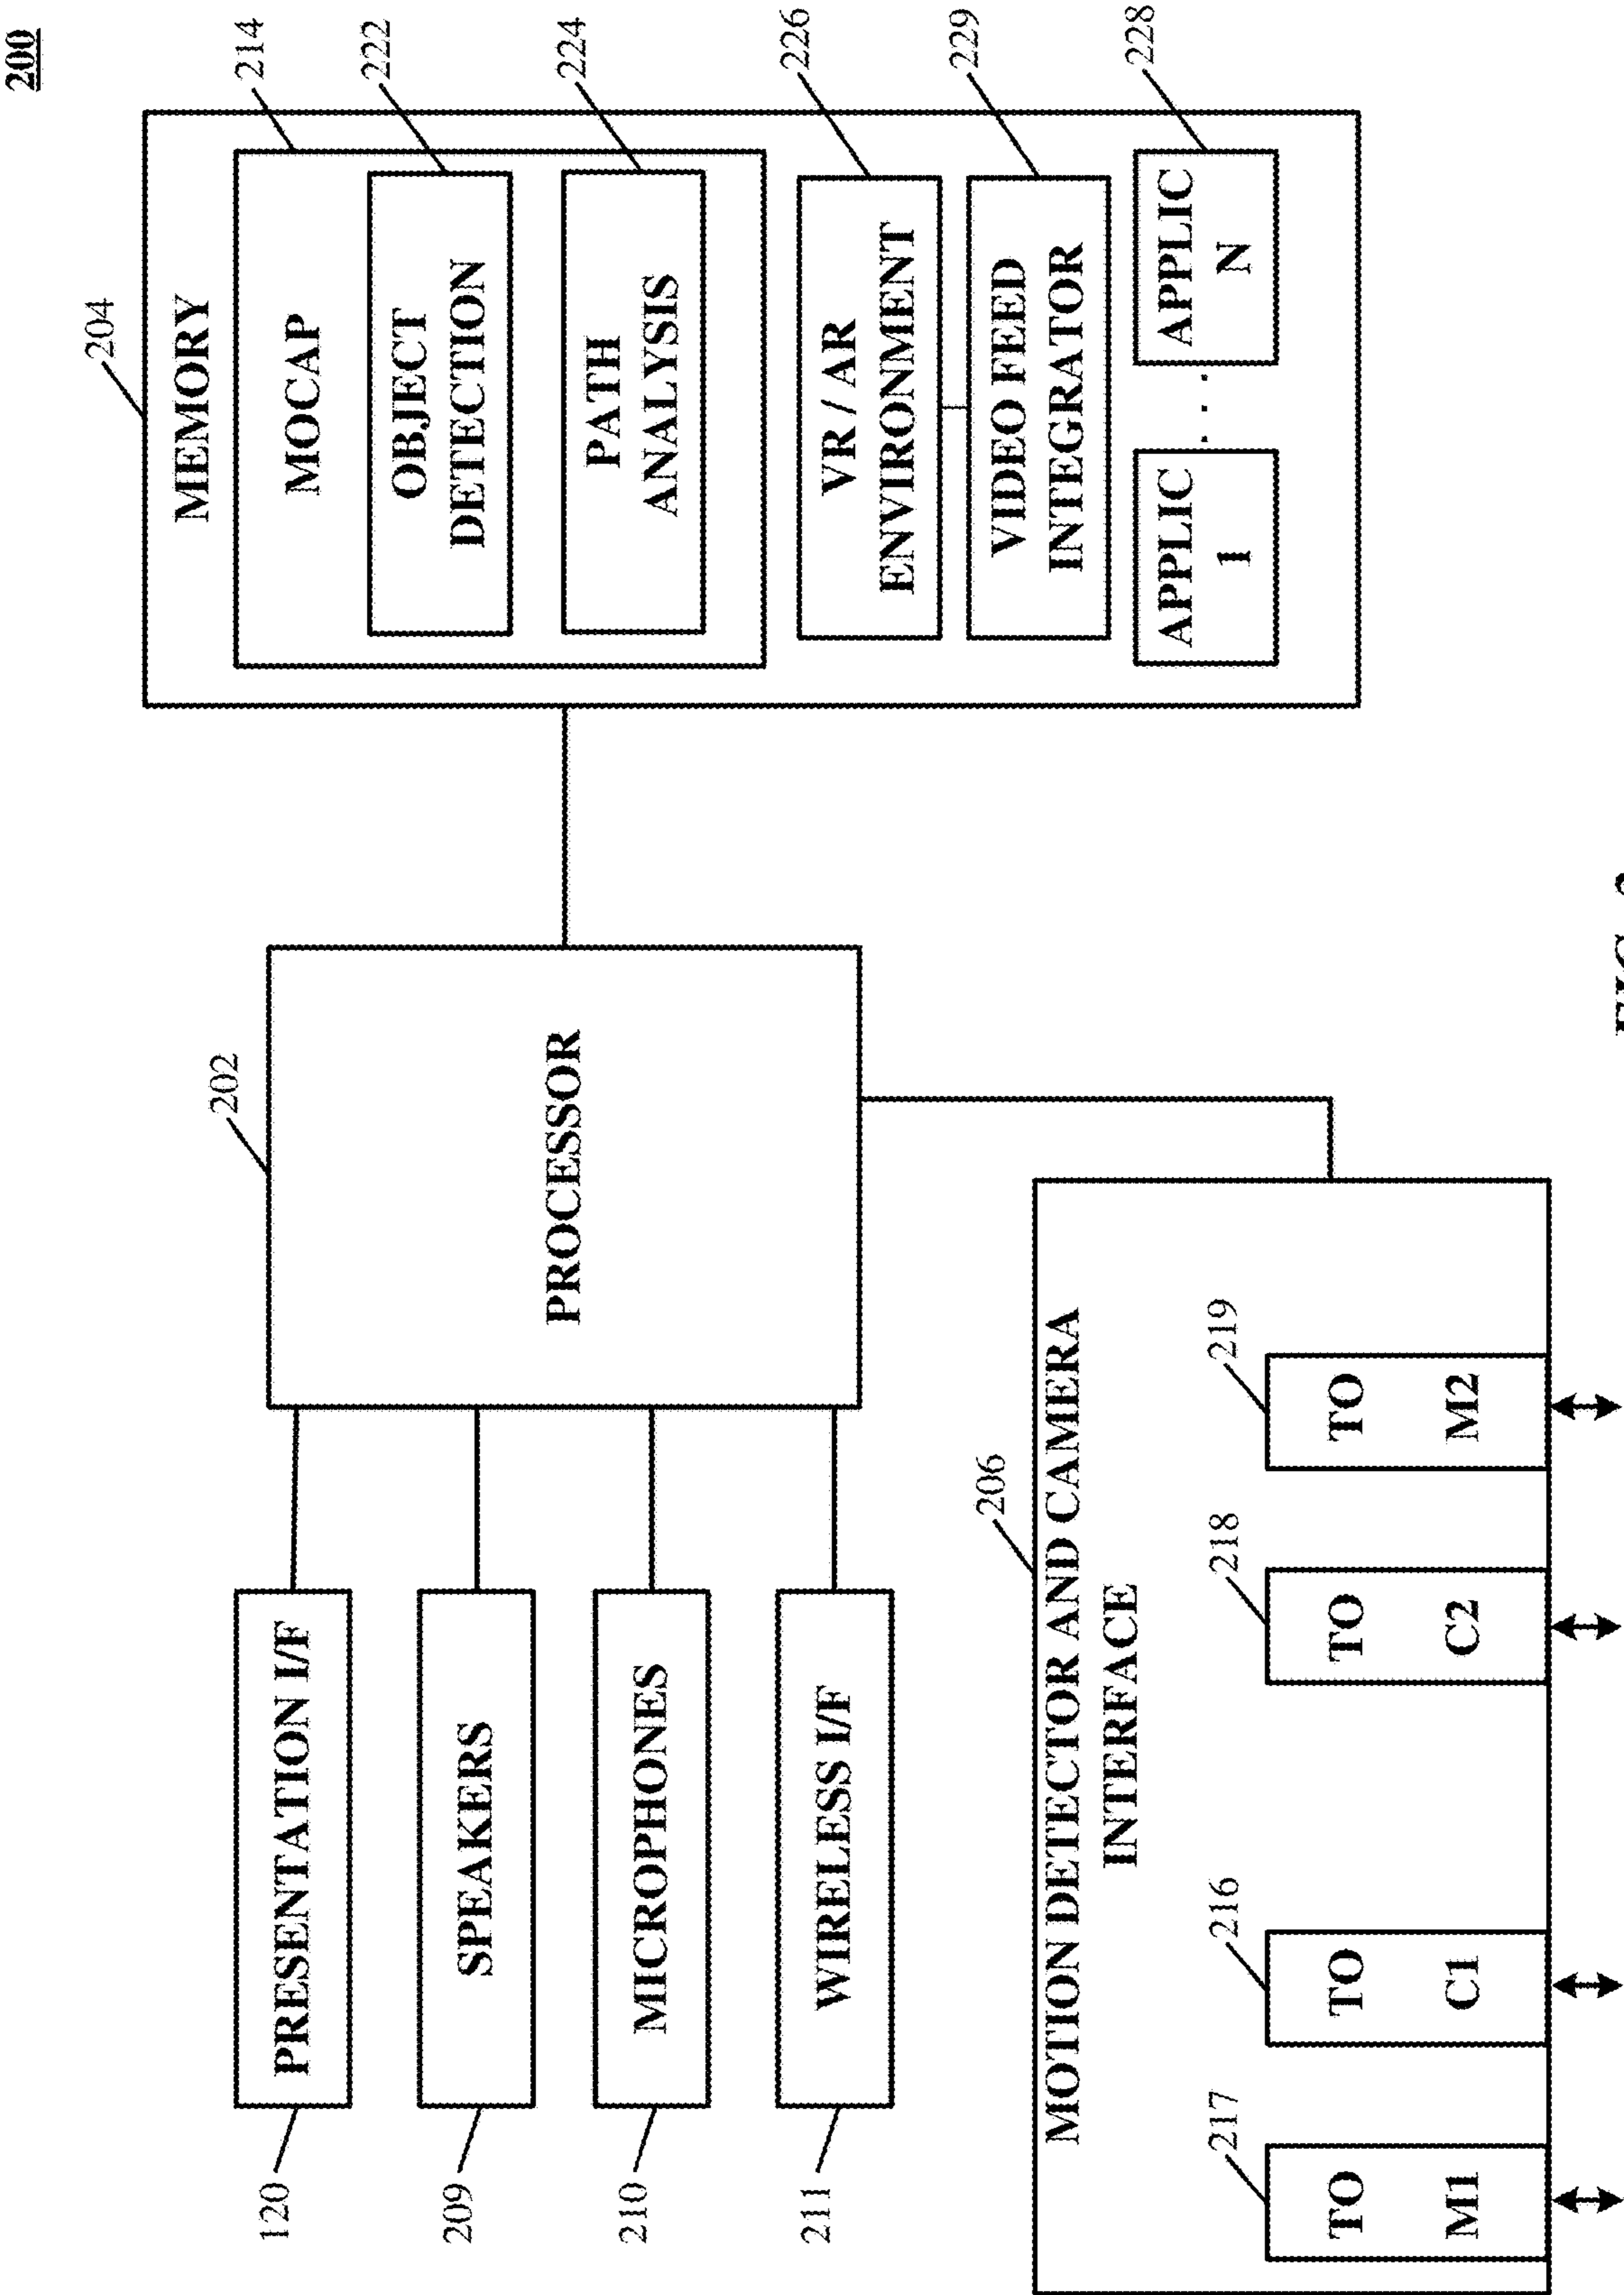 200
204
MEMORY
214
MOCAP
222
OBJECT
DETECTION
224
PATH
ANALYSIS
226
VR / AR
ENVIRONMENT
229
VIDEO FEED
INTEGRATOR
228
APPLIC
1
. . .
APPLIC
N
202
PROCESSOR
120
PRESENTATION I/F
209
SPEAKERS
210
MICROPHONES
211
WIRELESS I/F
206
MOTION DETECTOR AND CAMERA
INTERFACE
217
TO
M1
216
TO
C1
218
TO
C2
219
TO
M2
FIG.